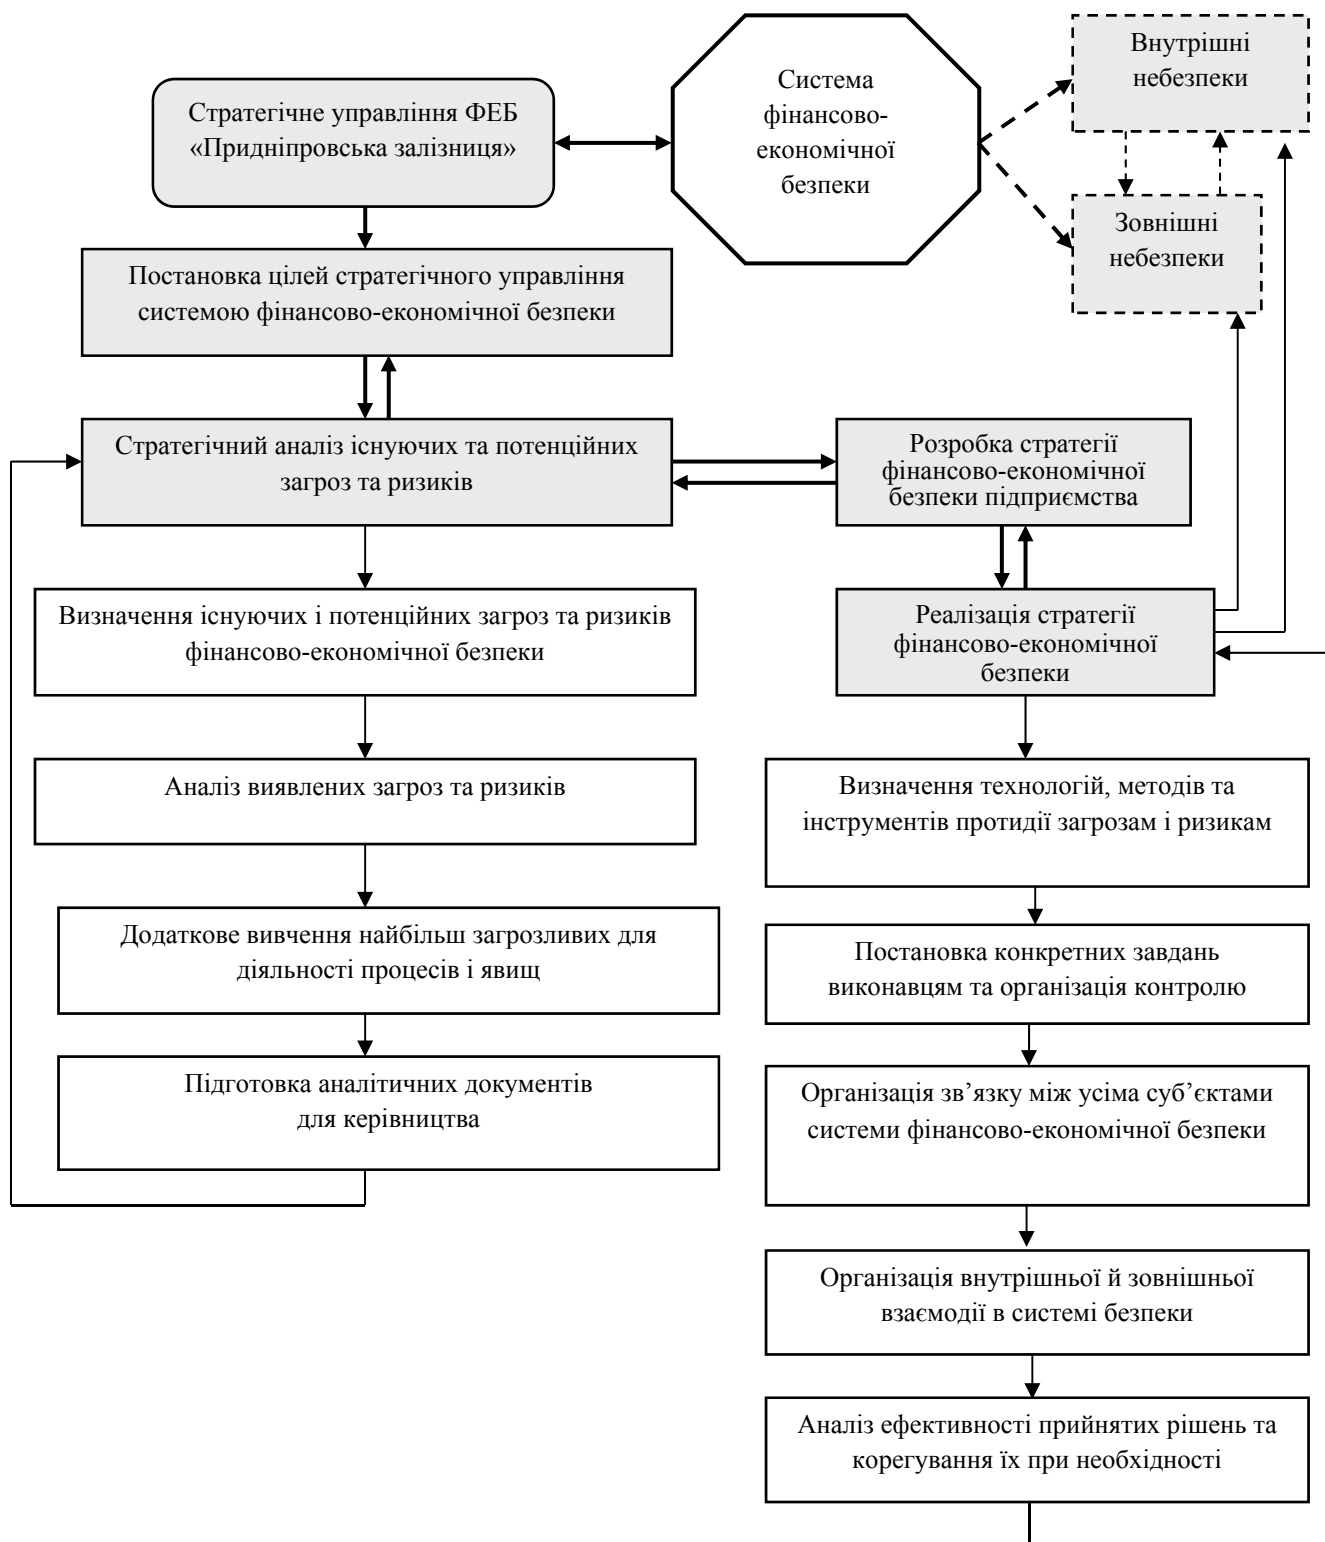 Внутрішні
небезпеки
Система
фінансово-
економічної
безпеки
Стратегічне управління ФЕБ
«Придніпровська залізниця»
Зовнішні
небезпеки
Постановка цілей стратегічного управління
системою фінансово-економічної безпеки
Стратегічний аналіз існуючих та потенційних
загроз та ризиків
Розробка стратегії
фінансово-економічної
безпеки підприємства
Визначення існуючих і потенційних загроз та ризиків
фінансово-економічної безпеки
Реалізація стратегії
фінансово-економічної
безпеки
Аналіз виявлених загроз та ризиків
Визначення технологій, методів та
інструментів протидії загрозам і ризикам
Додаткове вивчення найбільш загрозливих для
діяльності процесів і явищ
Постановка конкретних завдань
виконавцям та організація контролю
Підготовка аналітичних документів
для керівництва
Організація зв’язку між усіма суб’єктами
системи фінансово-економічної безпеки
Організація внутрішньої й зовнішньої
взаємодії в системі безпеки
Аналіз ефективності прийнятих рішень та
корегування їх при необхідності